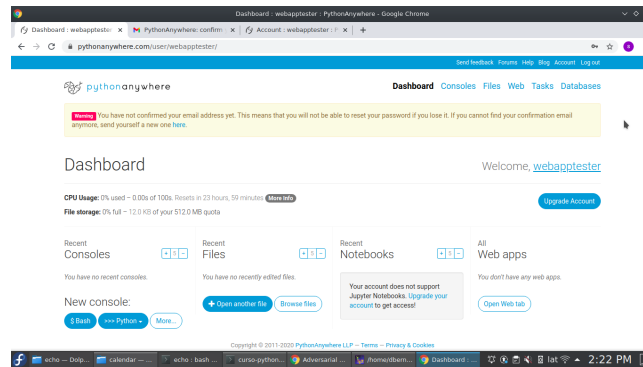 Dashboard : webapptester : PythonAnywhere - Google Chrome
Dashboard : webapptester
PythonAnywhere: confirm
Account : webapptester : P
pythonanywhere.com/user/webapptester/
Send feedback Forums Help Blog Account Log out
pythonanywhere
Dashboard Consoles Files Web Tasks Databases
Warning You have not confirmed your email address yet. This means that you will not be able to reset your password if you lose it. If you cannot find your confirmation email
anymore, send yourself a new one here.
Dashboard
Welcome, webapptester
CPU Usage: 0% used – 0.00s of 100s. Resets in 23 hours, 59 minutes More Info
File storage: 0% full – 12.0 KB of your 512.0 MB quota
Upgrade Account
Recent
Consoles
+ 5 −
You have no recent consoles.
New console:
$ Bash >>> Python More...
Recent
Files
+ 5 −
You have no recently edited files.
+ Open another file Browse files
Recent
Notebooks
+ 5 −
Your account does not support
Jupyter Notebooks. Upgrade your
account to get access!
All
Web apps
You don't have any web apps.
Open Web tab
Copyright © 2011-2020 PythonAnywhere LLP – Terms – Privacy & Cookies
echo — Dolp... calendar — ... echo : bash ... curso-python... Adversarial ... /home/dbern... Dashboard : ... lat 2:22 PM